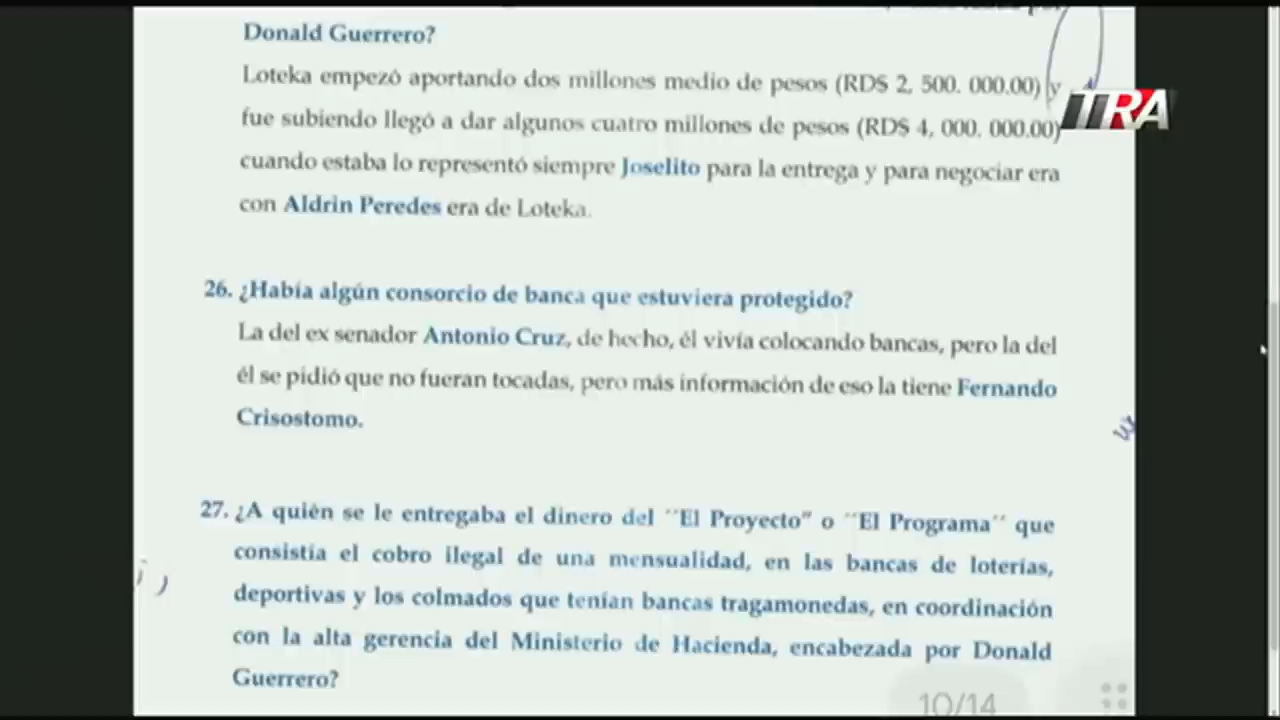 Donald Guerrero?
Loteka empezó aportando dos millones medio de pesos (RD$ 2, 500. 000.00) y
fue subiendo llegó a dar algunos cuatro millones de pesos (RD$ 4, 000, 000.00)
cuando estaba lo representó siempre Joselito para la entrega y para negociar era
con Aldrin Peredes era de Loteka.
26. ¿Había algún consorcio de banca que estuviera protegido?
La del ex senador Antonio Cruz, de hecho, él vivía colocando bancas, pero la del
él se pidió que no fueran tocadas, pero más información de eso la tiene Fernando
Crisostomo.
27. ¿A quién se le entregaba el dinero del ´´El Proyecto" o ´´El Programa´´ que
consistía el cobro ilegal de una mensualidad, en las bancas de loterías,
deportivas y los colmados que tenían bancas tragamonedas, en coordinación
con la alta gerencia del Ministerio de Hacienda, encabezada por Donald
Guerrero?
10/14
TRA